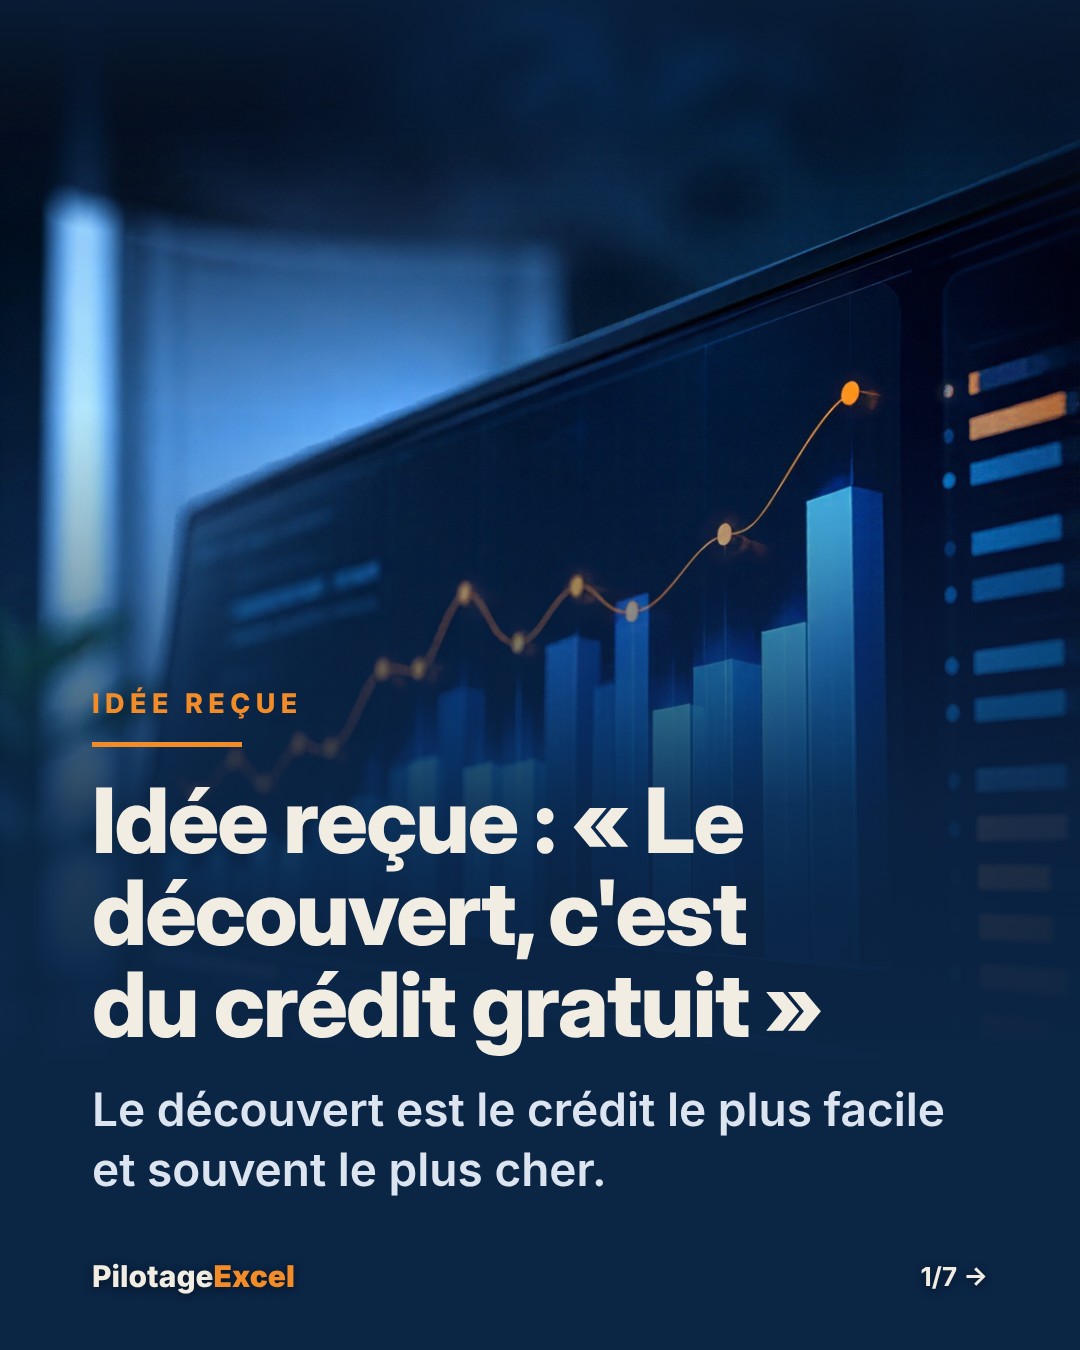 IDÉE REÇUE
Idée reçue : « Le
découvert, c'est
du crédit gratuit »
Le découvert est le crédit le plus facile
et souvent le plus cher.
PilotageExcel
1/7 →